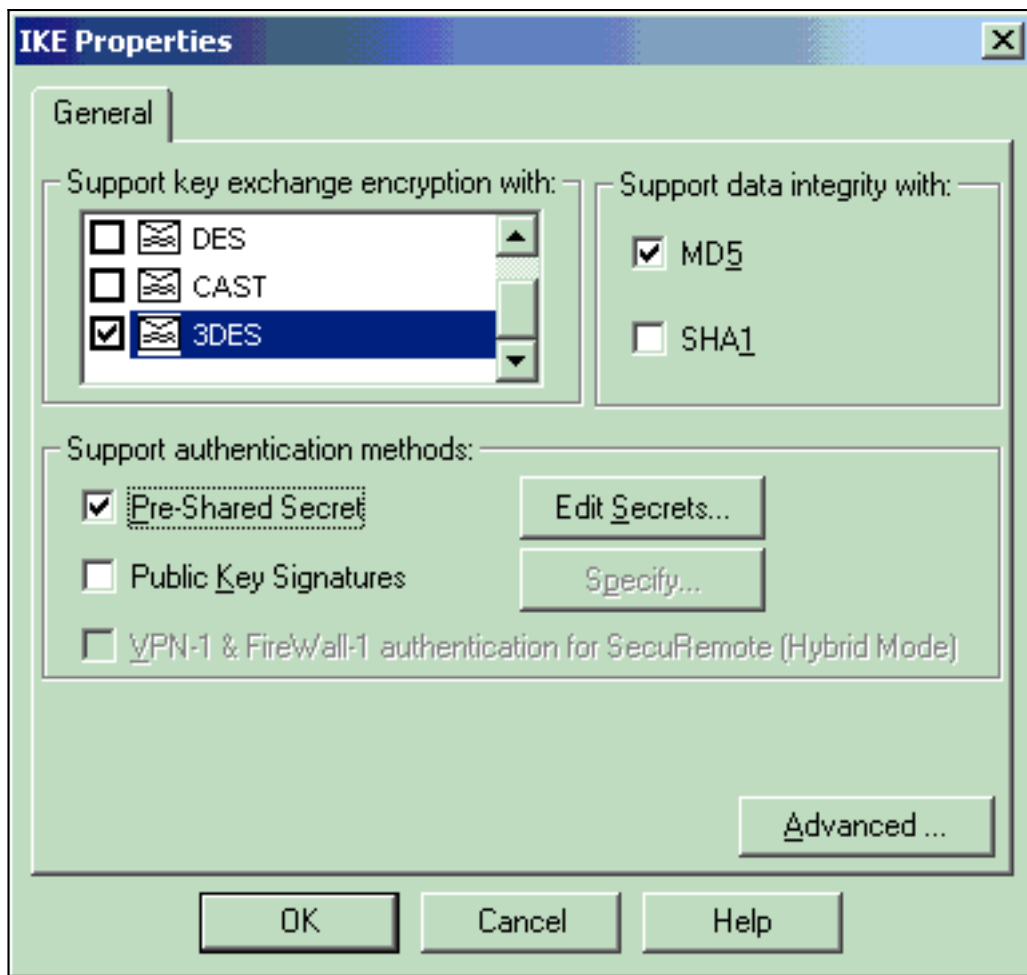 IKE Properties
General
Support key exchange encryption with:
DES
CAST
3DES
Support data integrity with:
MD5
SHA1
Support authentication methods:
Pre-Shared Secret
Edit Secrets...
Public Key Signatures
Specify...
VPN-1 & FireWall-1 authentication for SecuRemote (Hybrid Mode)
Advanced ...
OK
Cancel
Help